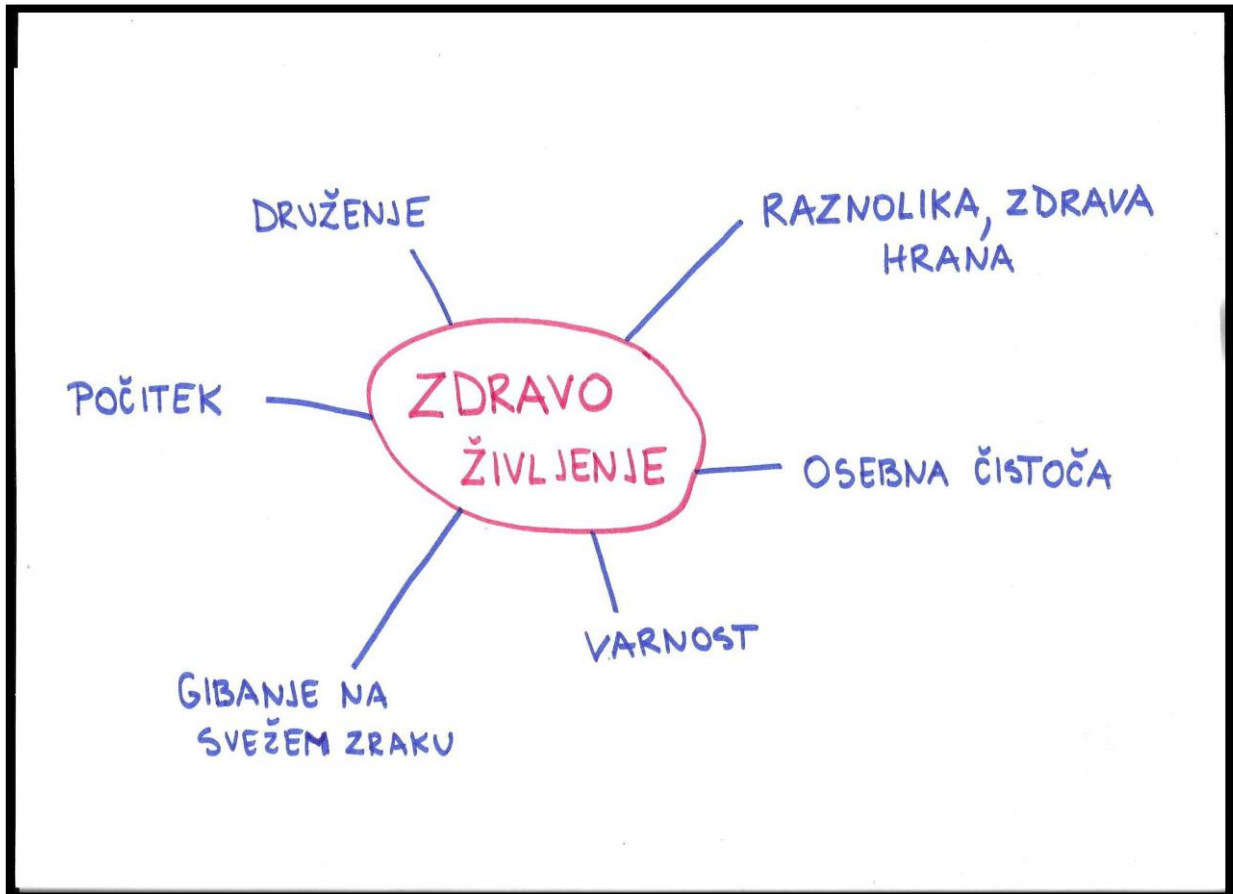 DRUŽENJE
RAZNOLIKA, ZDRAVA
HRANA
POČITEK
ZDRAVO
ŽIVLJENJE
OSEBNA ČISTOČA
VARNOST
GIBANJE NA
SVEŽEM ZRAKU